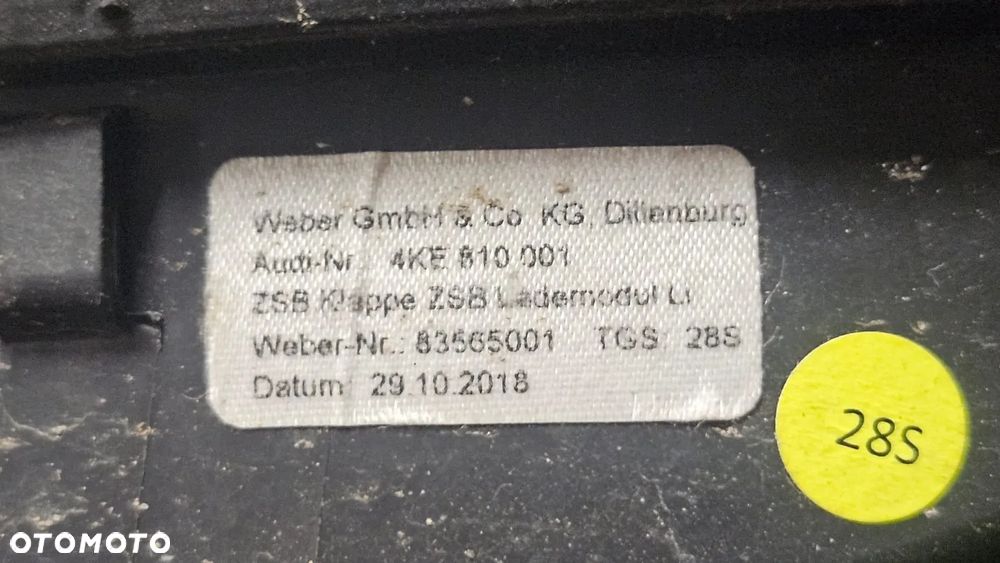 Weber GmbH & Co. KG, Dillenburg
Audi-Nr.: 4KE 810 001
ZSB Klappe ZSB Lademodul Li
Weber-Nr.: 83565001 TGS: 28S
Datum: 29.10.2018
28S
OTOMOTO